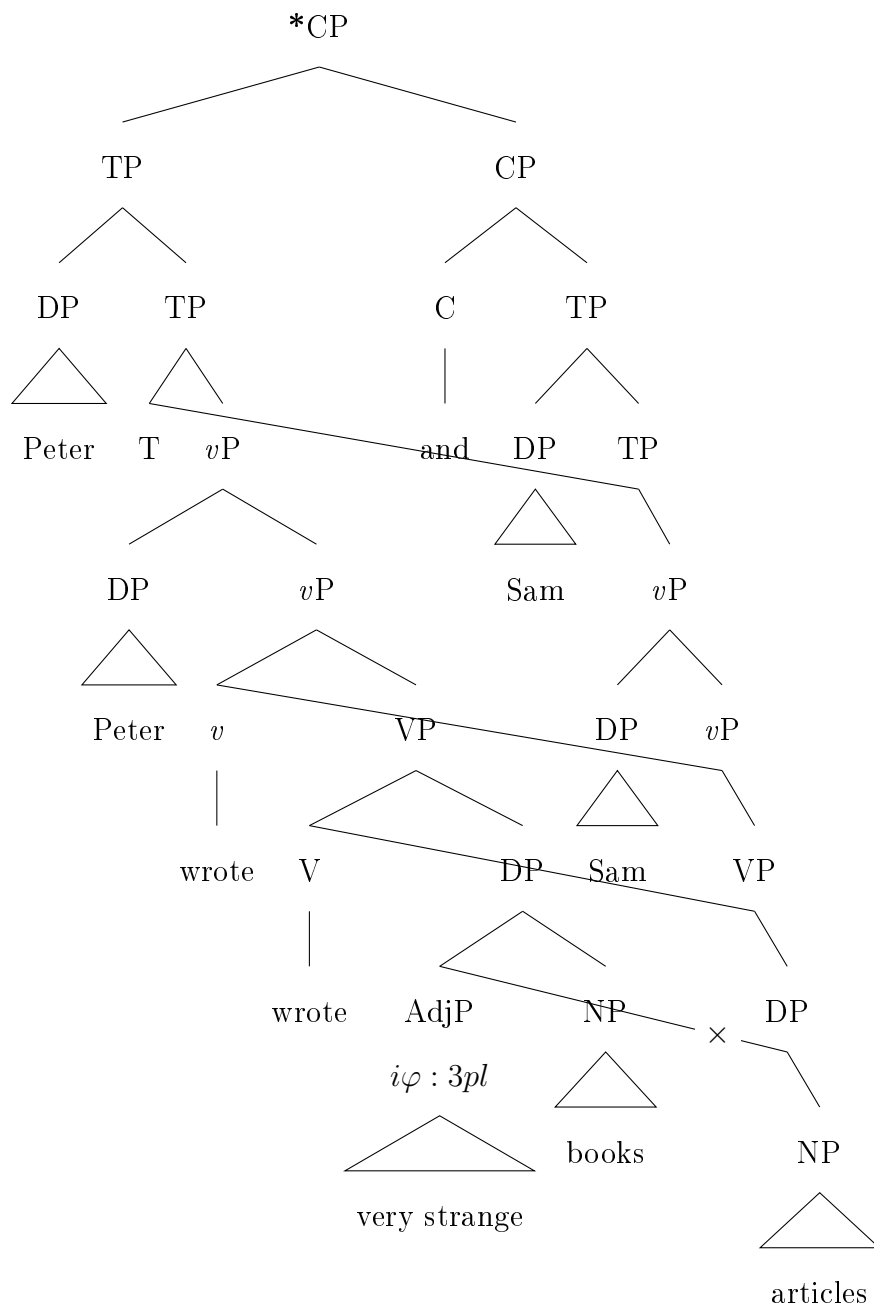 *CP
TP CP
DP TP C TP
Peter T vP and DP TP
DP vP Sam vP
Peter v VP DP vP
wrote V DP Sam VP
wrote AdjP NP DP
×
iφ : 3pl
books NP
very strange
articles